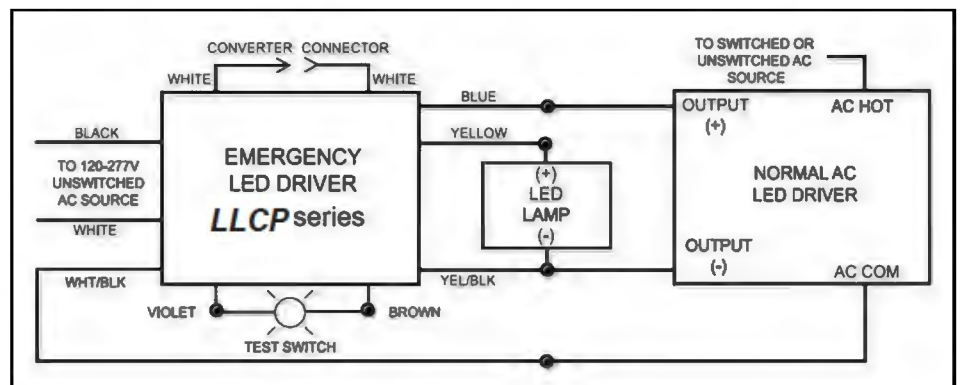 CONVERTER CONNECTOR
WHITE
WHITE
TO SWITCHED OR
UNSWITCHED AC
SOURCE
BLUE
OUTPUT
(+)
AC HOT
BLACK
YELLOW
TO 120-277V
UNSWITCHED
AC SOURCE
EMERGENCY
LED DRIVER
LLCP series
(+)
LED
LAMP
(-)
NORMAL AC
LED DRIVER
WHITE
OUTPUT
(-)
WHT/BLK
YEL/BLK
AC COM
VIOLET
BROWN
TEST SWITCH